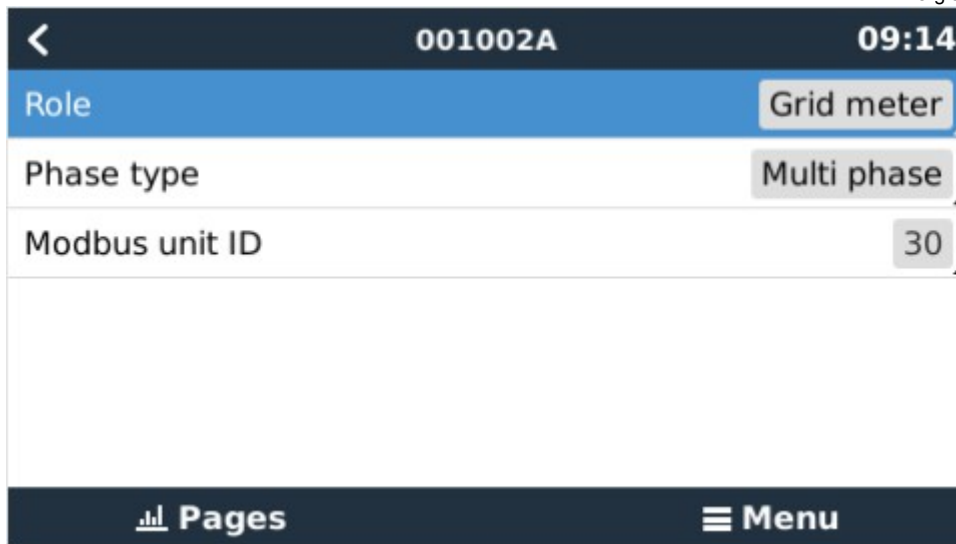 001002A 09:14
Role Grid meter
Phase type Multi phase
Modbus unit ID 30
Pages Menu